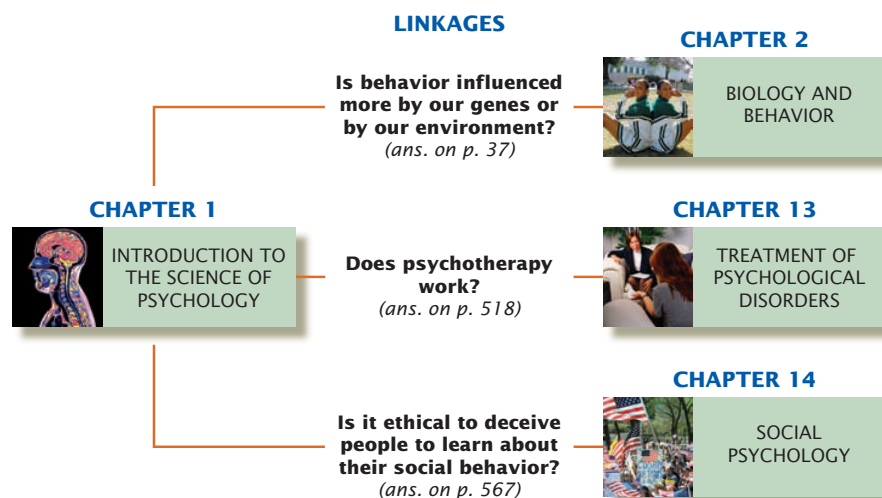 LINKAGES
Is behavior influenced
more by our genes or
by our environment?
(ans. on p. 37)
CHAPTER 2
BIOLOGY AND
BEHAVIOR
CHAPTER 1
INTRODUCTION TO
THE SCIENCE OF
PSYCHOLOGY
Does psychotherapy
work?
(ans. on p. 518)
CHAPTER 13
TREATMENT OF
PSYCHOLOGICAL
DISORDERS
Is it ethical to deceive
people to learn about
their social behavior?
(ans. on p. 567)
CHAPTER 14
SOCIAL
PSYCHOLOGY